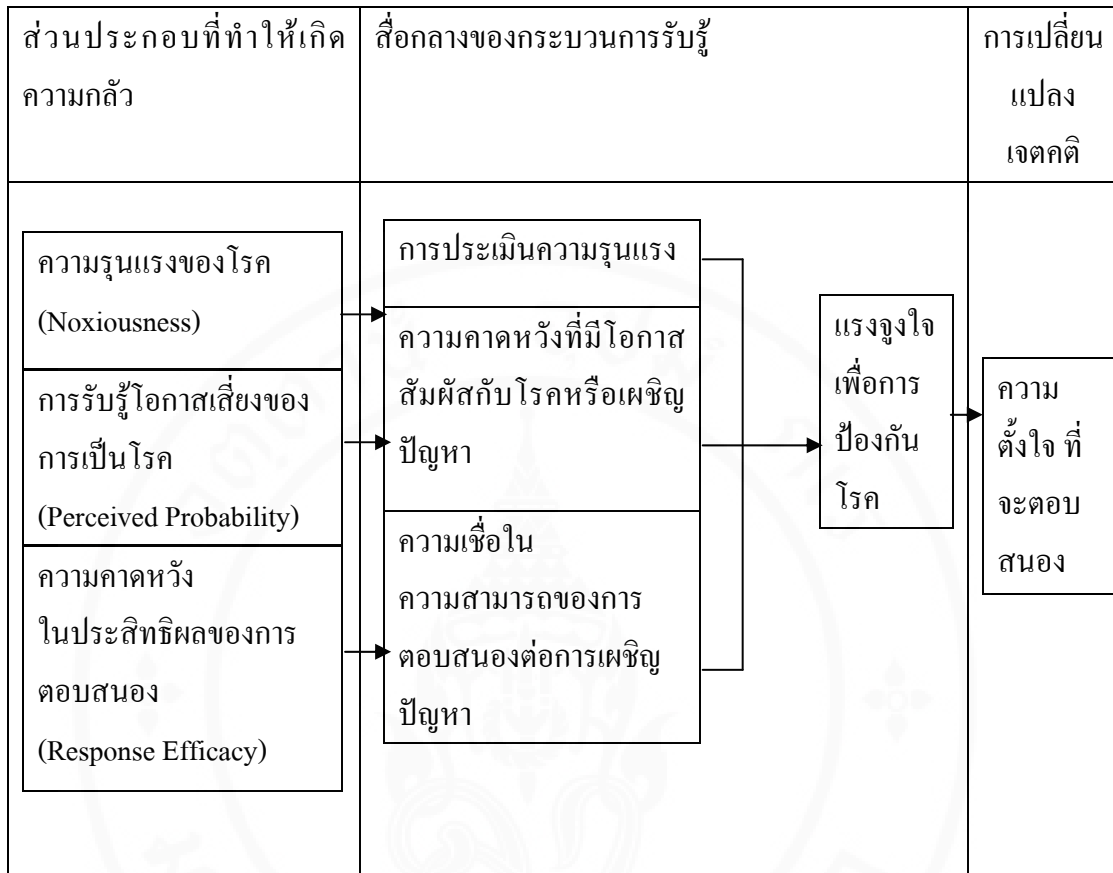 ส่วนประกอบที่ทำให้เกิด
ความกลัว
สื่อกลางของกระบวนการรับรู้
การเปลี่ยน
แปลง
เจตคติ
ความรุนแรงของโรค
(Noxiousness)
การรับรู้โอกาสเสี่ยงของ
การเป็นโรค
(Perceived Probability)
ความคาดหวัง
ในประสิทธิผลของการ
ตอบสนอง
(Response Efficacy)
การประเมินความรุนแรง
ความคาดหวังที่มีโอกาส
สัมผัสกับโรคหรือเผชิญ
ปัญหา
ความเชื่อใน
ความสามารถของการ
ตอบสนองต่อการเผชิญ
ปัญหา
แรงจูงใจ
เพื่อการ
ป้องกัน
โรค
ความ
ตั้งใจ ที่
จะตอบ
สนอง